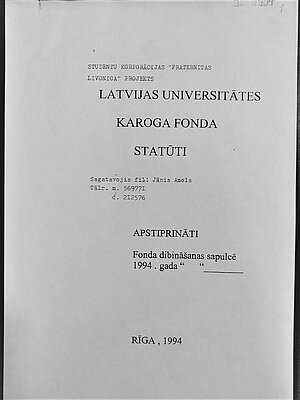 STUDENTU KORPORĀCIJAS "FRATERNITAS
LIVONICA" PROJEKTS
LATVIJAS UNIVERSITĀTES
KAROGA FONDA
STATŪTI
Sagatavojis fil! Jānis Amols
Tālr. m. 569771
d. 212576
APSTIPRINĀTI
Fonda dibināšanas sapulcē
1994 . gada “ “
RĪGA , 1994